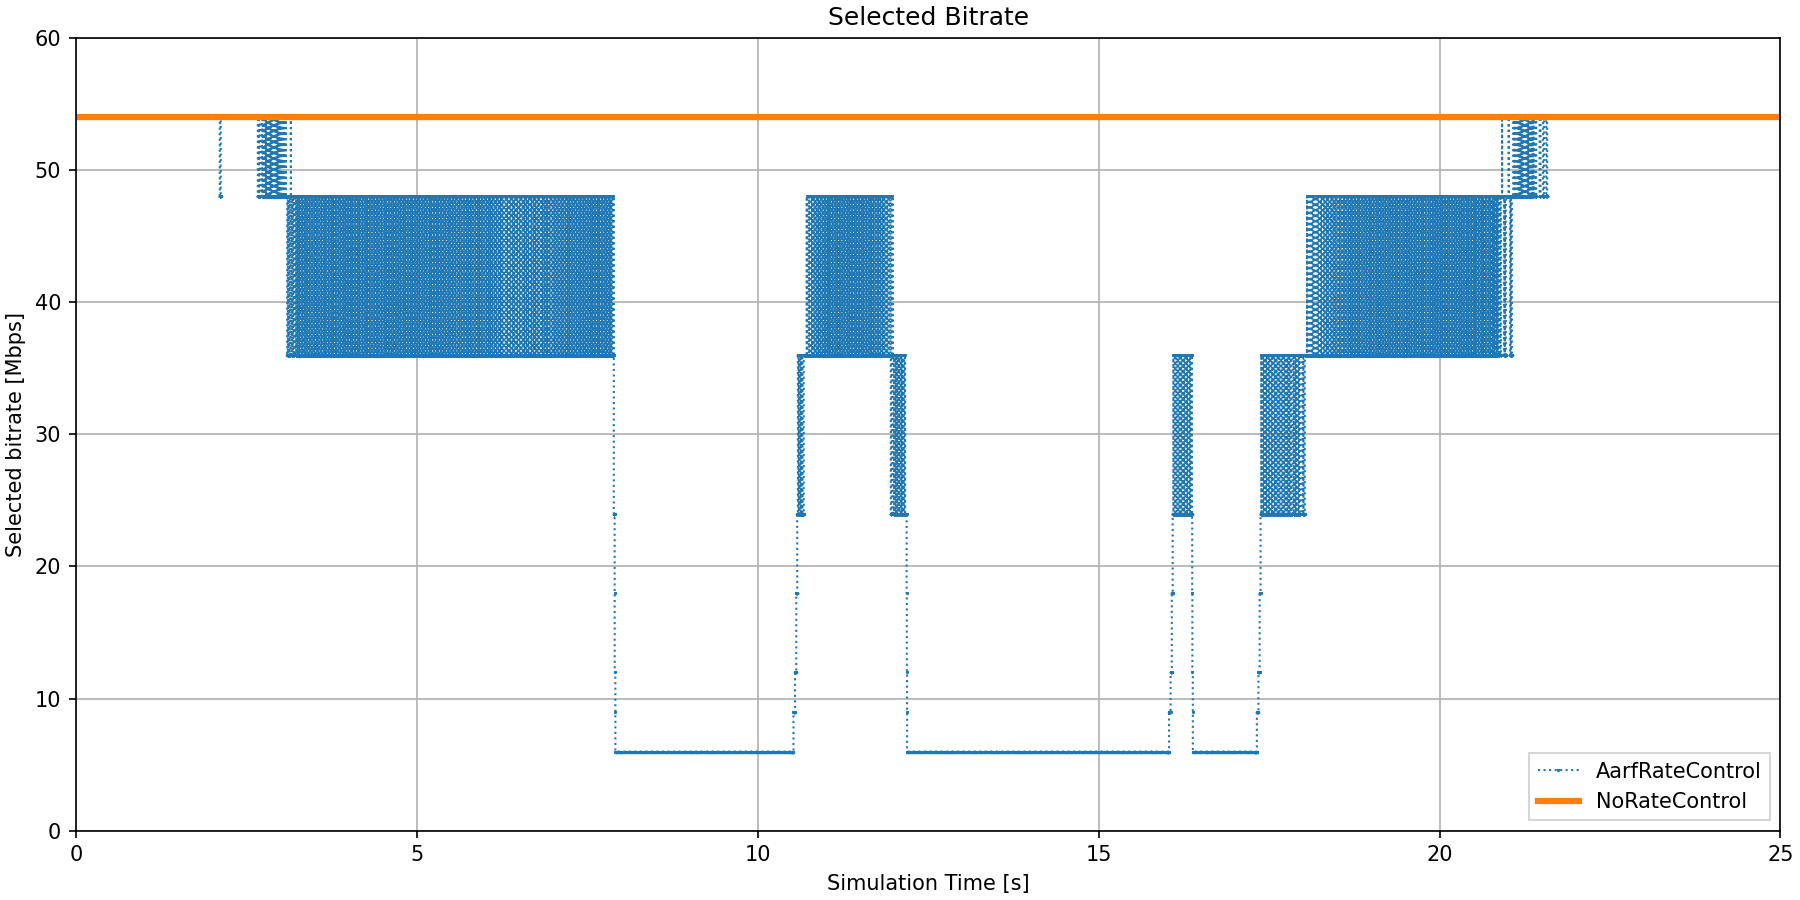 Selected Bitrate
60
50
40
30
20
10
0
Selected bitrate [Mbps]
0 5 10 15 20 25
Simulation Time [s]
AarfRateControl
NoRateControl